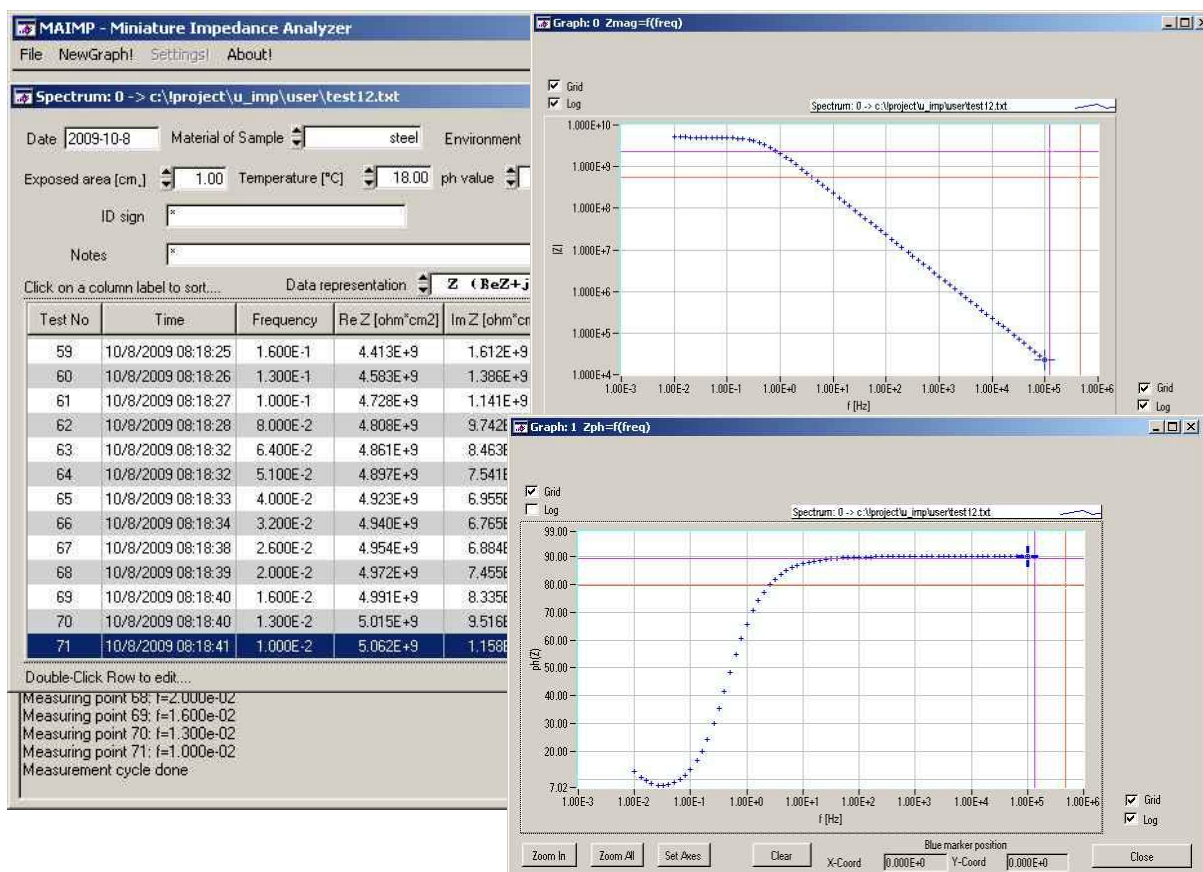 MAIMP - Miniature Impedance Analyzer
File NewGraph! Settings! About!
Spectrum: 0 -> c:\!project\u_imp\user\test12.txt
Date 2009-10-8 Material of Sample steel Environment
Exposed area [cm,] 1.00 Temperature [°C] 18.00 ph value
ID sign *
Notes *
Click on a column label to sort.... Data representation Z (ReZ+j
Test No Time Frequency Re Z [ohm*cm2] Im Z [ohm*cm
59 10/8/2009 08:18:25 1.600E-1 4.413E+9 1.612E+9
60 10/8/2009 08:18:26 1.300E-1 4.583E+9 1.386E+9
61 10/8/2009 08:18:27 1.000E-1 4.728E+9 1.141E+9
62 10/8/2009 08:18:28 8.000E-2 4.808E+9 9.742E
63 10/8/2009 08:18:32 6.400E-2 4.861E+9 8.463E
64 10/8/2009 08:18:32 5.100E-2 4.897E+9 7.541E
65 10/8/2009 08:18:33 4.000E-2 4.923E+9 6.955E
66 10/8/2009 08:18:34 3.200E-2 4.940E+9 6.765E
67 10/8/2009 08:18:38 2.600E-2 4.954E+9 6.884E
68 10/8/2009 08:18:39 2.000E-2 4.972E+9 7.455E
69 10/8/2009 08:18:40 1.600E-2 4.991E+9 8.335E
70 10/8/2009 08:18:40 1.300E-2 5.015E+9 9.516E
71 10/8/2009 08:18:41 1.000E-2 5.062E+9 1.158E
Double-Click Row to edit....
Measuring point 68: f=2.000e-02
Measuring point 69: f=1.600e-02
Measuring point 70: f=1.300e-02
Measuring point 71: f=1.000e-02
Measurement cycle done
Graph: 0 Zmag=f(freq)
Grid
Log
Spectrum: 0 -> c:\!project\u_imp\user\test12.txt
1.000E+10
1.000E+9
1.000E+8
|Z|
1.000E+7
1.000E+6
1.000E+5
1.000E+4
1.00E-3 1.00E-2 1.00E-1 1.00E+0 1.00E+1 1.00E+2 1.00E+3 1.00E+4 1.00E+5 1.00E+6
f [Hz]
Grid
Log
Graph: 1 Zph=f(freq)
Grid
Log
Spectrum: 0 -> c:\!project\u_imp\user\test12.txt
99.00
90.00
80.00
70.00
60.00
ph(Z)
50.00
40.00
30.00
20.00
7.02
1.00E-3 1.00E-2 1.00E-1 1.00E+0 1.00E+1 1.00E+2 1.00E+3 1.00E+4 1.00E+5 1.00E+6
f [Hz]
Grid
Log
Blue marker position
Zoom In Zoom All Set Axes Clear X-Coord 0.000E+0 Y-Coord 0.000E+0 Close